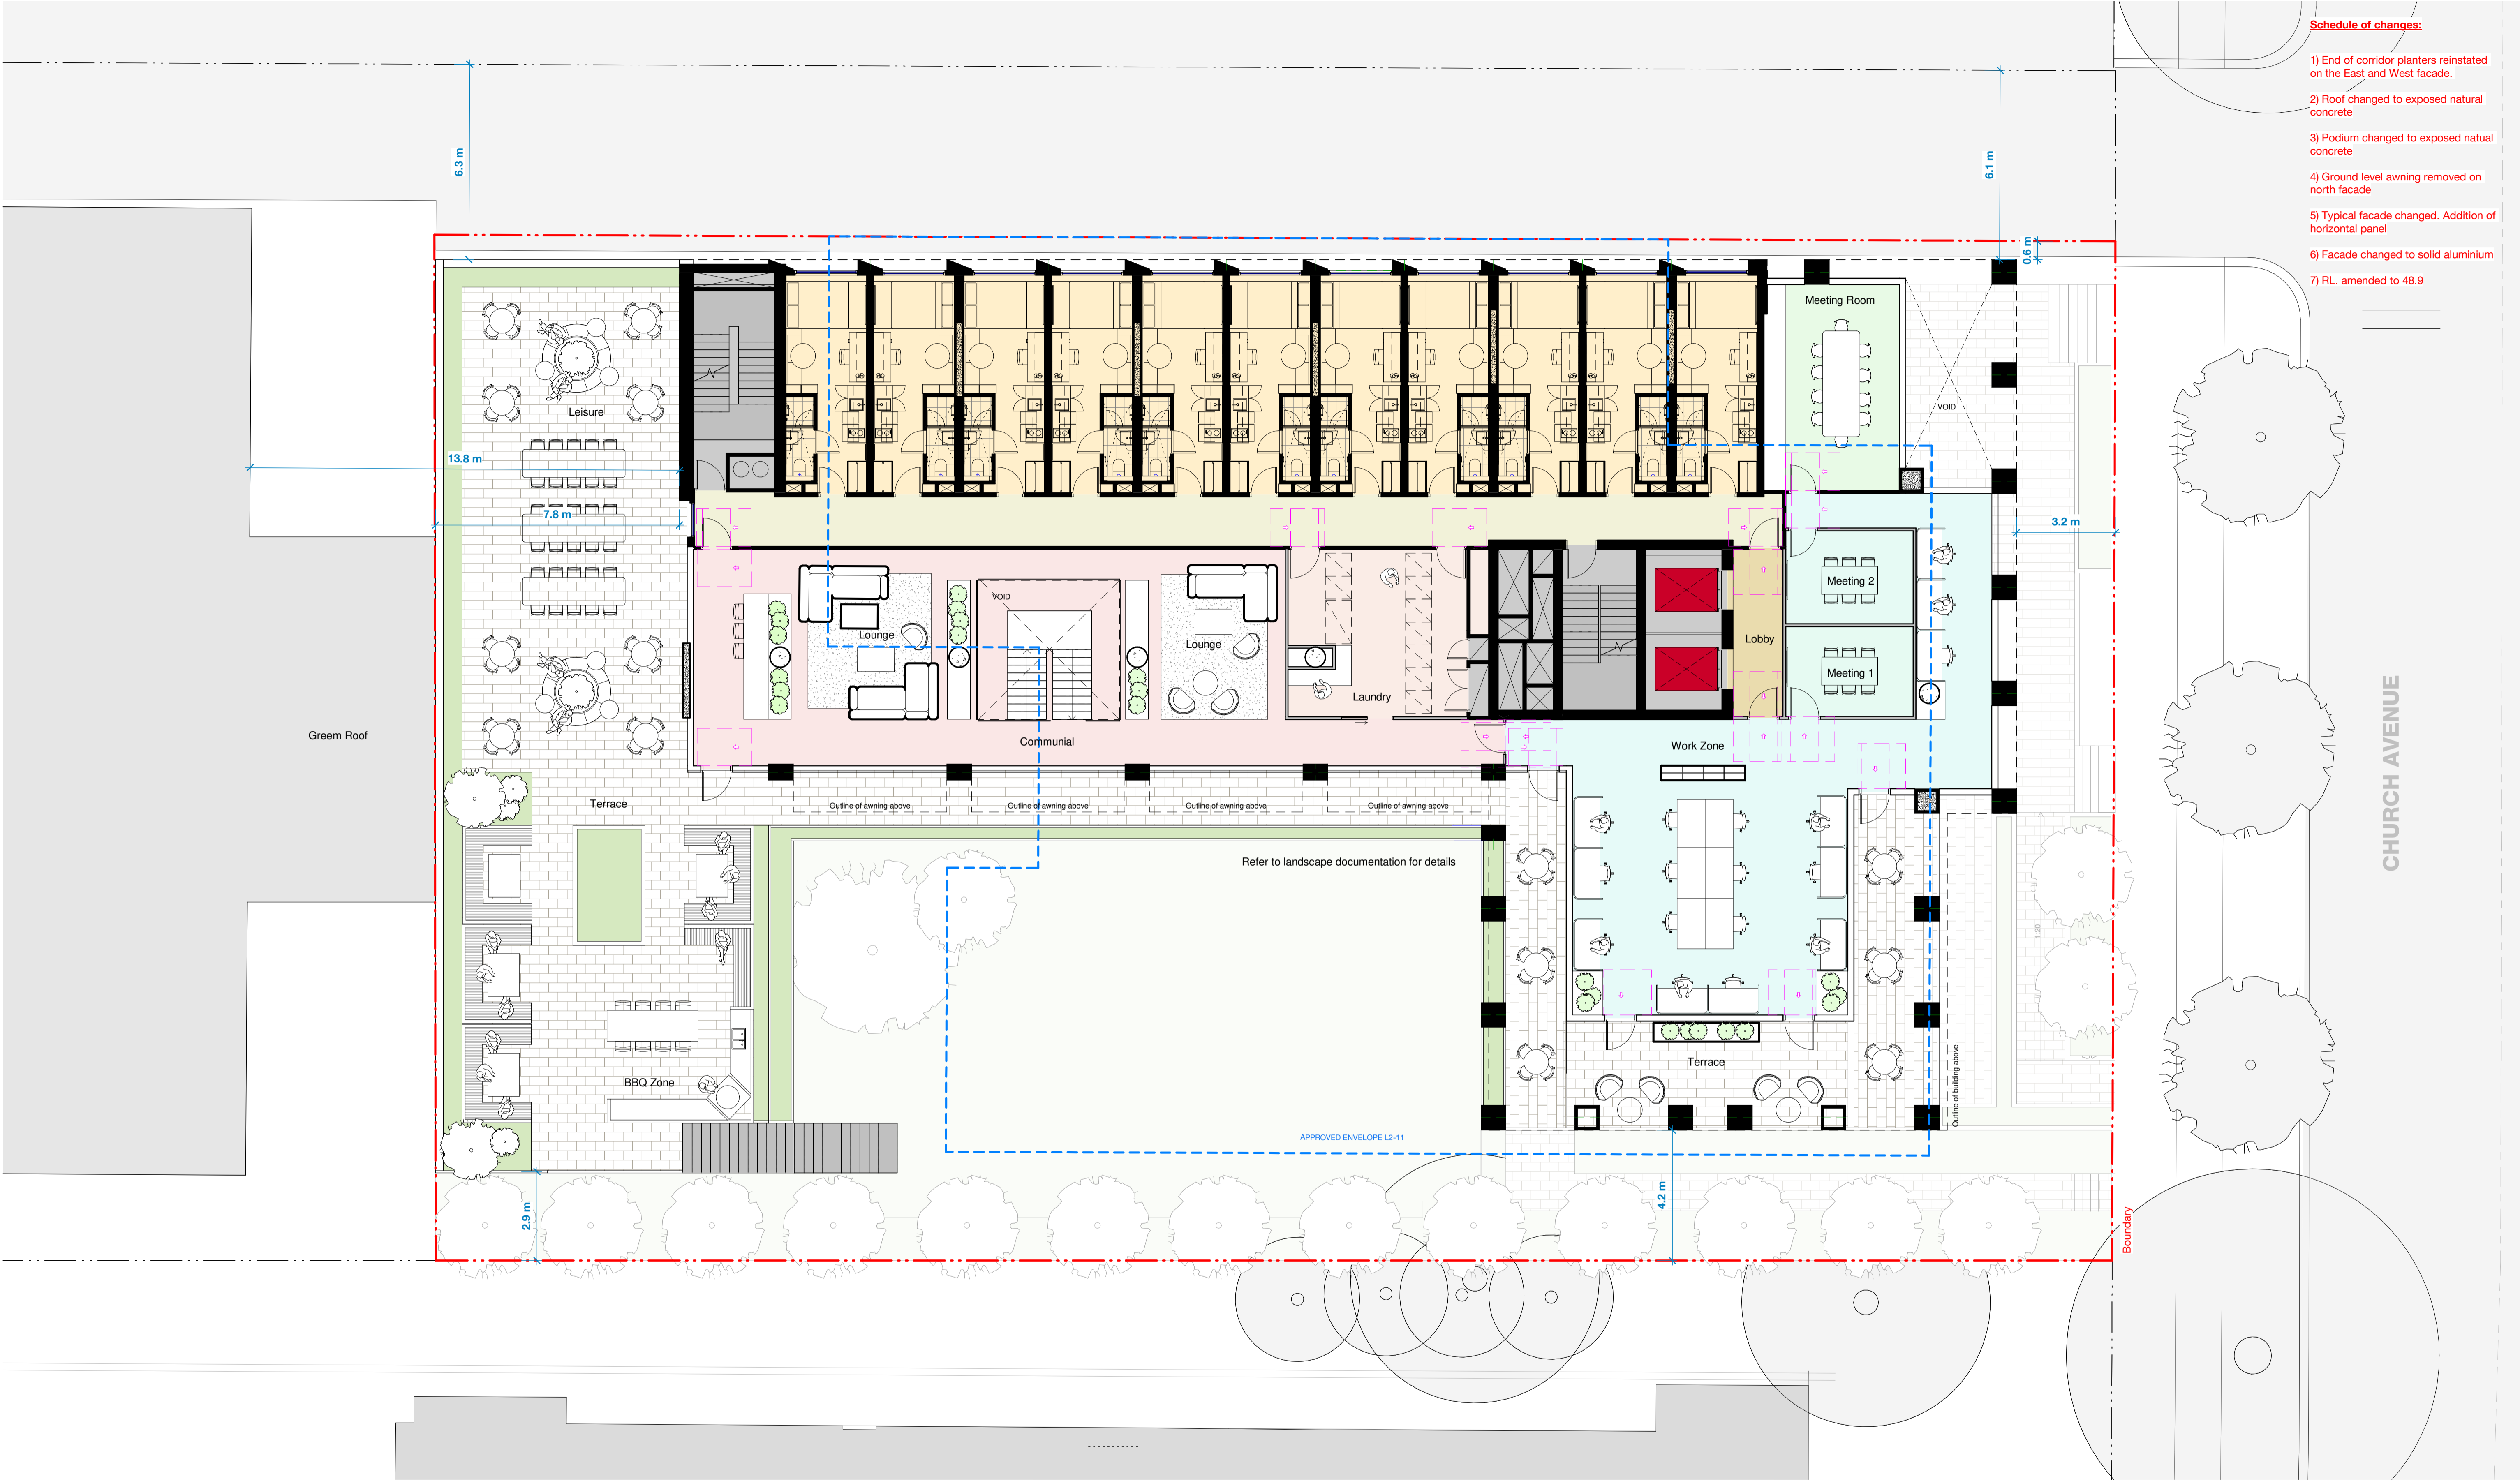 Schedule of changes:
1) End of corridor planters reinstated
on the East and West facade.
2) Roof changed to exposed natural
concrete
3) Podium changed to exposed natual
concrete
4) Ground level awning removed on
north facade
5) Typical facade changed. Addition of
horizontal panel
6) Facade changed to solid aluminium
7) RL. amended to 48.9
6.3 m
6.1 m
0.6 m
Meeting Room
VOID
Leisure
13.8 m
7.8 m
3.2 m
Meeting 2
VOID
Lounge
Lounge
Lobby
Laundry
Meeting 1
Greem Roof
Communial
Work Zone
CHURCH AVENUE
Terrace
Outline of awning above
Outline of awning above
Outline of awning above
Outline of awning above
Refer to landscape documentation for details
1:20
BBQ Zone
Terrace
Outline of building above
APPROVED ENVELOPE L2-11
2.9 m
4.2 m
Boundary